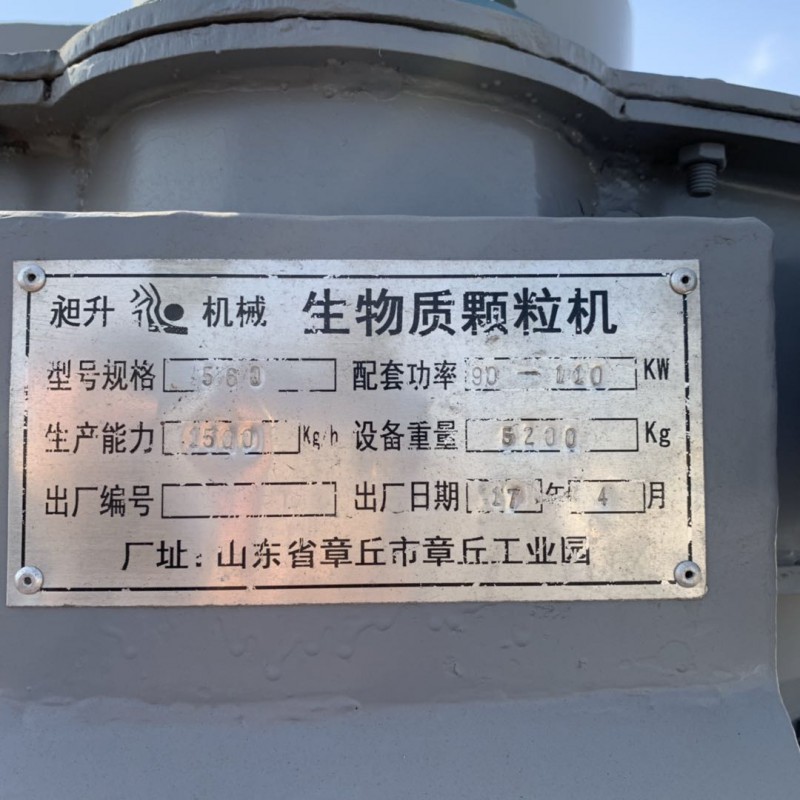 昶升 机械 生物质颗粒机
型号规格 560 配套功率 90-110 KW
生产能力 1500 Kg/h 设备重量 5200 Kg
出厂编号 出厂日期 17 年 4 月
厂址:山东省章丘市章丘工业园